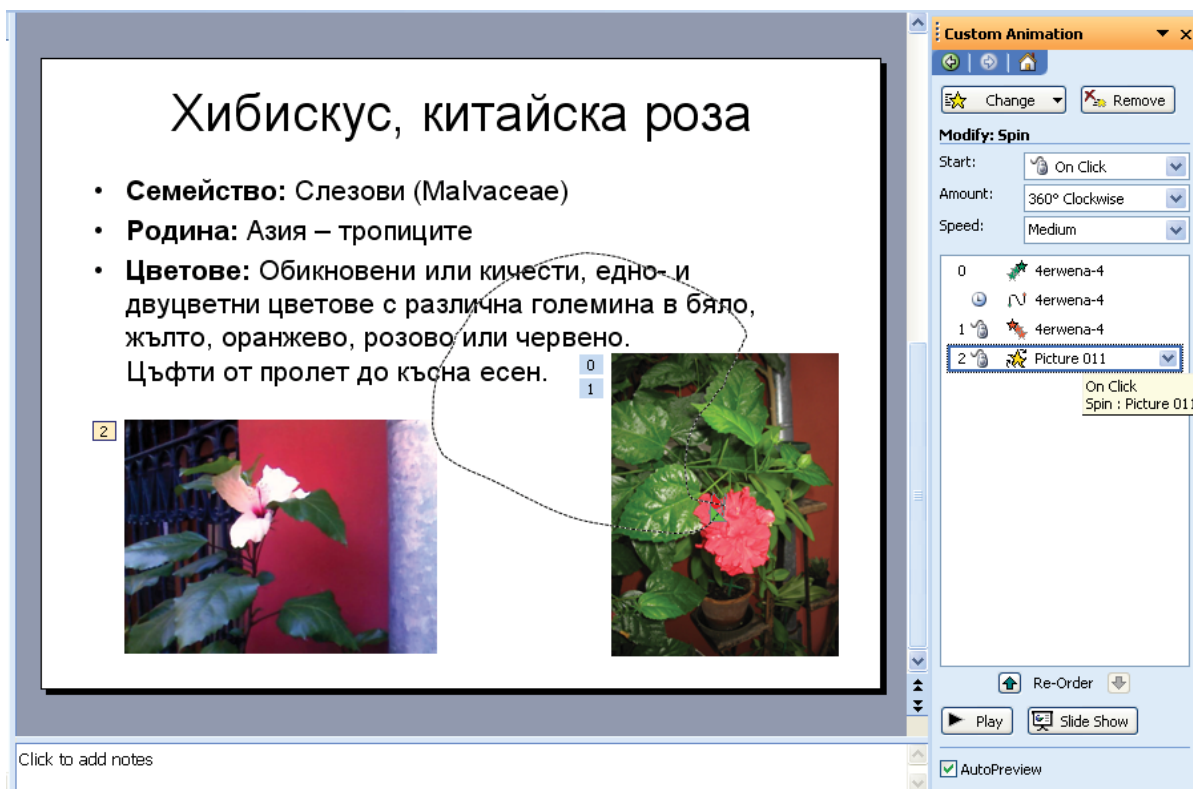 Хибискус, китайска роза
• Семейство: Слезови (Malvaceae)
• Родина: Азия – тропиците
• Цветове: Обикновени или кичести, едно- и
двуцветни цветове с различна големина в бяло,
жълто, оранжево, розово или червено.
Цъфти от пролет до късна есен.
0
1
2
Click to add notes
Custom Animation
Change
Remove
Modify: Spin
Start: On Click
Amount: 360° Clockwise
Speed: Medium
0 4erwena-4
4erwena-4
1 4erwena-4
2 Picture 011
On Click
Spin : Picture 011
Re-Order
Play
Slide Show
AutoPreview